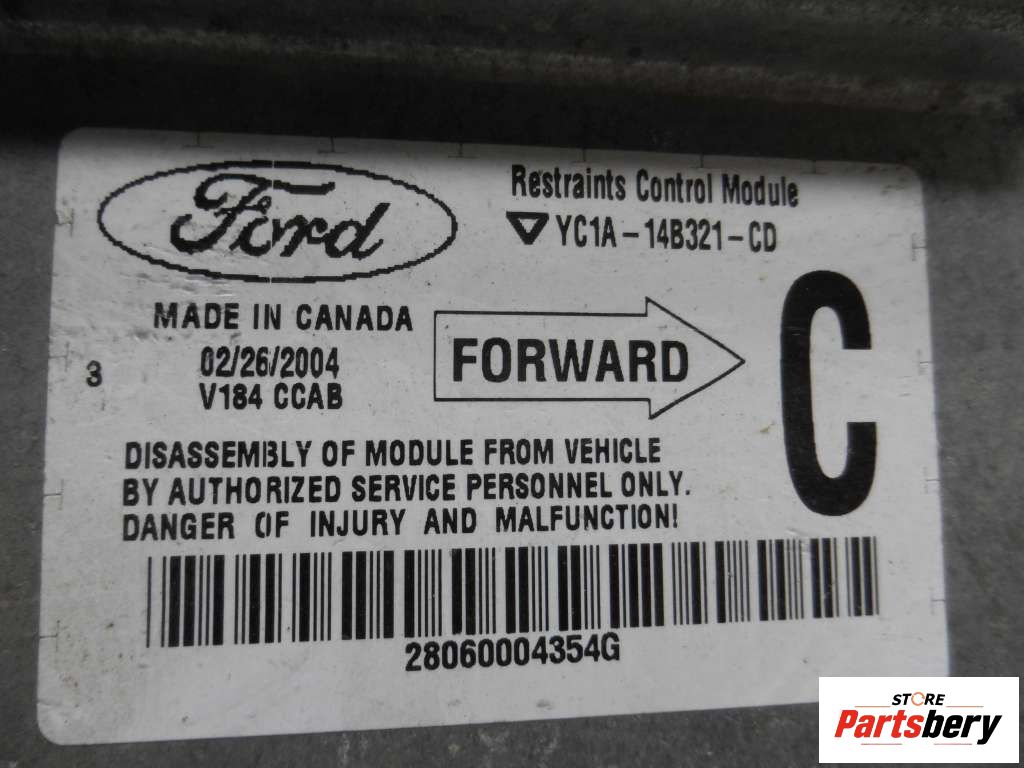 Ford
Restraints Control Module
YC1A-14B321-CD
MADE IN CANADA
02/26/2004
V184 CCAB
3
FORWARD
C
DISASSEMBLY OF MODULE FROM VEHICLE
BY AUTHORIZED SERVICE PERSONNEL ONLY.
DANGER OF INJURY AND MALFUNCTION!
28060004354G
STORE
Partsbery